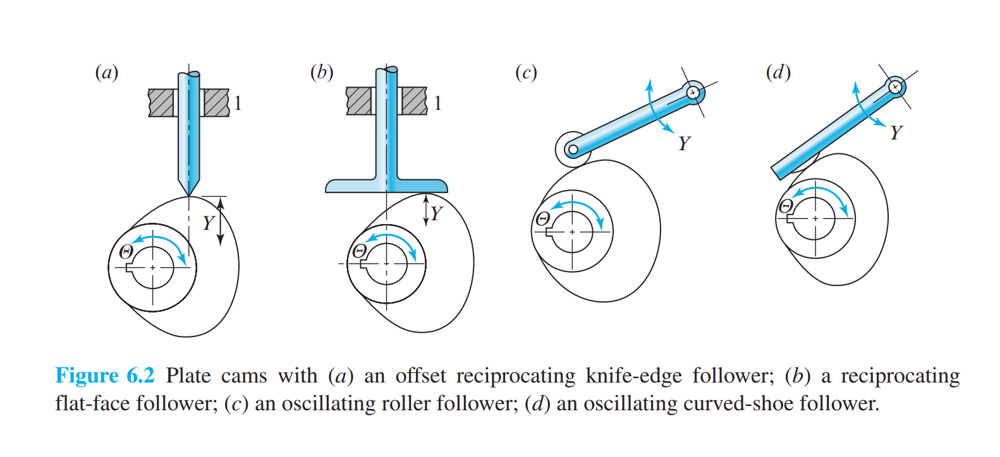 (a)
(b)
(c)
(d)
1
1
Y
Y
Y
Y
Θ
Θ
Θ
Θ
Figure 6.2 Plate cams with (a) an offset reciprocating knife-edge follower; (b) a reciprocating
flat-face follower; (c) an oscillating roller follower; (d) an oscillating curved-shoe follower.